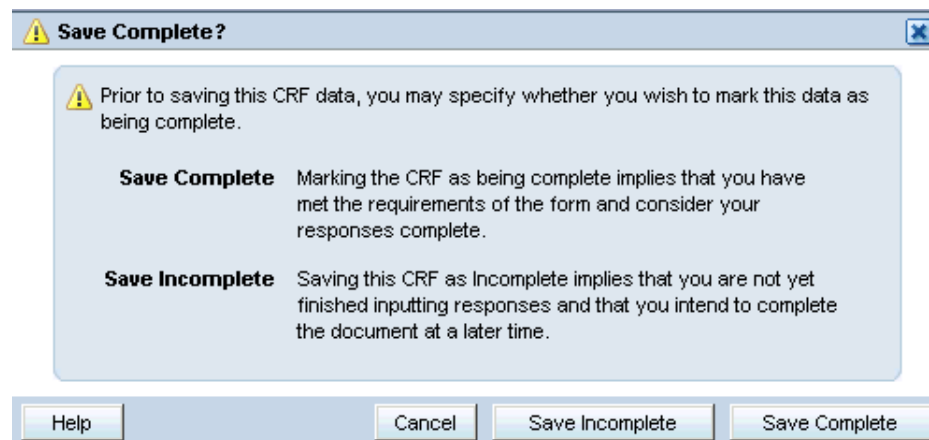 Save Complete?
Prior to saving this CRF data, you may specify whether you wish to mark this data as
being complete.
Save Complete Marking the CRF as being complete implies that you have
met the requirements of the form and consider your
responses complete.
Save Incomplete Saving this CRF as Incomplete implies that you are not yet
finished inputting responses and that you intend to complete
the document at a later time.
Help Cancel Save Incomplete Save Complete